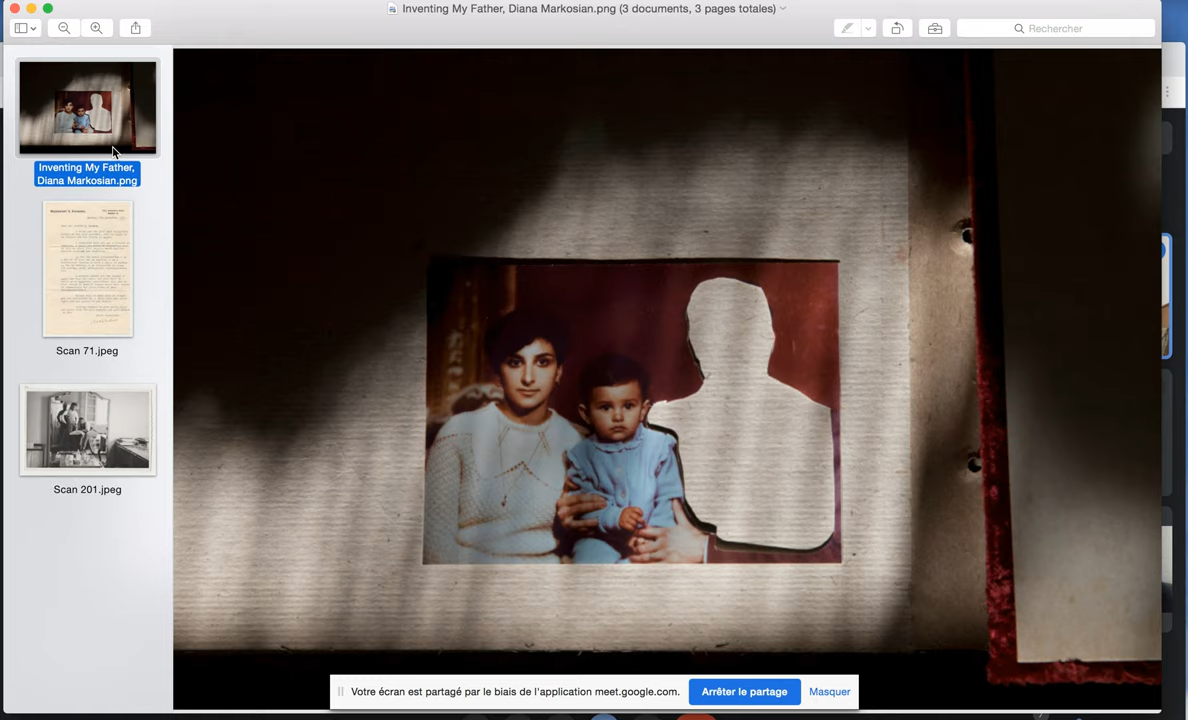 Inventing My Father, Diana Markosian.png (3 documents, 3 pages totales)
Rechercher
Inventing My Father,
Diana Markosian.png
Scan 71.jpeg
Scan 201.jpeg
Votre écran est partagé par le biais de l'application meet.google.com.
Arrêter le partage
Masquer